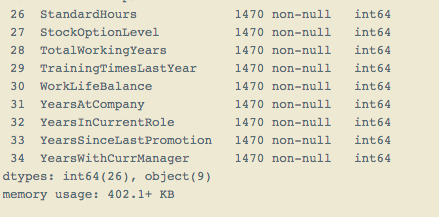 26  StandardHours             1470 non-null   int64
27  StockOptionLevel          1470 non-null   int64
28  TotalWorkingYears         1470 non-null   int64
29  TrainingTimesLastYear     1470 non-null   int64
30  WorkLifeBalance           1470 non-null   int64
31  YearsAtCompany            1470 non-null   int64
32  YearsInCurrentRole        1470 non-null   int64
33  YearsSinceLastPromotion   1470 non-null   int64
34  YearsWithCurrManager      1470 non-null   int64
dtypes: int64(26), object(9)
memory usage: 402.1+ KB